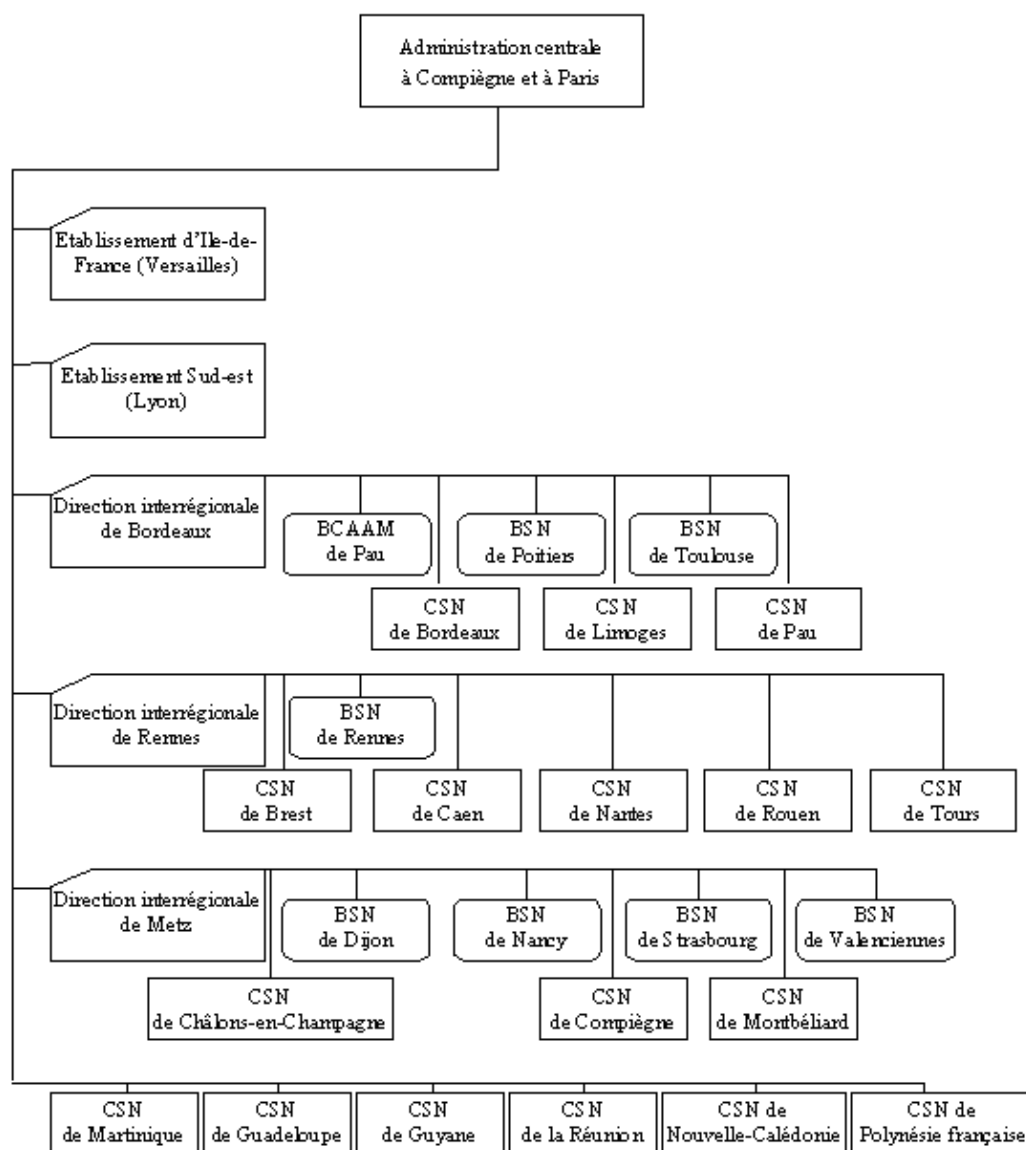 Administration centrale
à Compiègne et à Paris
Etablissement d'Ile-de-
France (Versailles)
Etablissement Sud-est
(Lyon)
Direction interrégionale
de Bordeaux
BCAAM
de Pau
BSN
de Poitiers
BSN
de Toulouse
CSN
de Bordeaux
CSN
de Limoges
CSN
de Pau
Direction interrégionale
de Rennes
BSN
de Rennes
CSN
de Brest
CSN
de Caen
CSN
de Nantes
CSN
de Rouen
CSN
de Tours
Direction interrégionale
de Metz
BSN
de Dijon
BSN
de Nancy
BSN
de Strasbourg
BSN
de Valenciennes
CSN
de Châlons-en-Champagne
CSN
de Compiègne
CSN
de Montbéliard
CSN
de Martinique
CSN
de Guadeloupe
CSN
de Guyane
CSN
de la Réunion
CSN de
Nouvelle-Calédonie
CSN de
Polynésie française